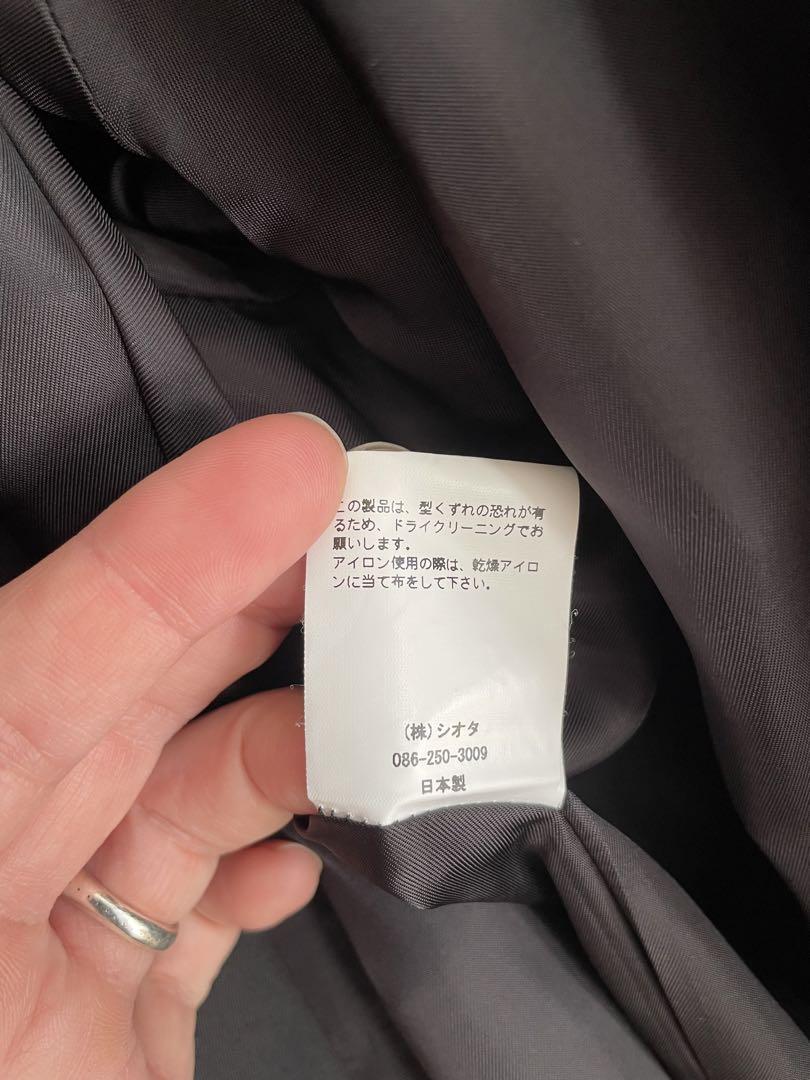 この製品は、型くずれの恐れが有
るため、ドライクリーニングでお
願いします。
アイロン使用の際は、乾燥アイロ
ンに当て布をして下さい。
(株)シオタ
086-250-3009
日本製